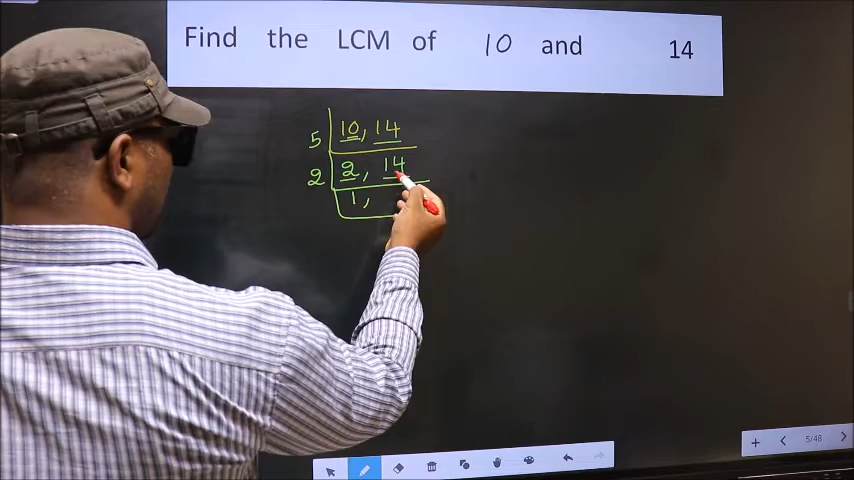 Find the LCM of 10 and 14
5 10, 14
2 2, 14
1,
5/48